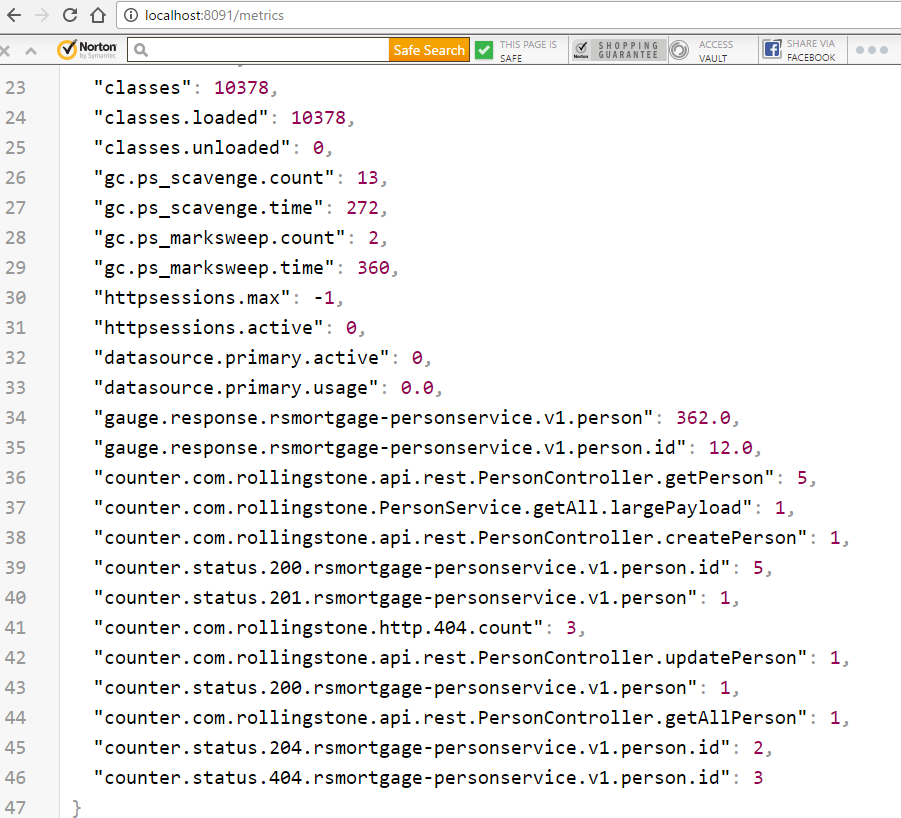 localhost:8091/metrics
Norton
by Symantec
Safe Search
THIS PAGE IS
SAFE
Norton
SHOPPING
GUARANTEE
ACCESS
VAULT
SHARE VIA
FACEBOOK
23 "classes": 10378,
24 "classes.loaded": 10378,
25 "classes.unloaded": 0,
26 "gc.ps_scavenge.count": 13,
27 "gc.ps_scavenge.time": 272,
28 "gc.ps_marksweep.count": 2,
29 "gc.ps_marksweep.time": 360,
30 "httpsessions.max": -1,
31 "httpsessions.active": 0,
32 "datasource.primary.active": 0,
33 "datasource.primary.usage": 0.0,
34 "gauge.response.rsmortgage-personservice.v1.person": 362.0,
35 "gauge.response.rsmortgage-personservice.v1.person.id": 12.0,
36 "counter.com.rollingstone.api.rest.PersonController.getPerson": 5,
37 "counter.com.rollingstone.PersonService.getAll.largePayload": 1,
38 "counter.com.rollingstone.api.rest.PersonController.createPerson": 1,
39 "counter.status.200.rsmortgage-personservice.v1.person.id": 5,
40 "counter.status.201.rsmortgage-personservice.v1.person": 1,
41 "counter.com.rollingstone.http.404.count": 3,
42 "counter.com.rollingstone.api.rest.PersonController.updatePerson": 1,
43 "counter.status.200.rsmortgage-personservice.v1.person": 1,
44 "counter.com.rollingstone.api.rest.PersonController.getAllPerson": 1,
45 "counter.status.204.rsmortgage-personservice.v1.person.id": 2,
46 "counter.status.404.rsmortgage-personservice.v1.person.id": 3
47 }